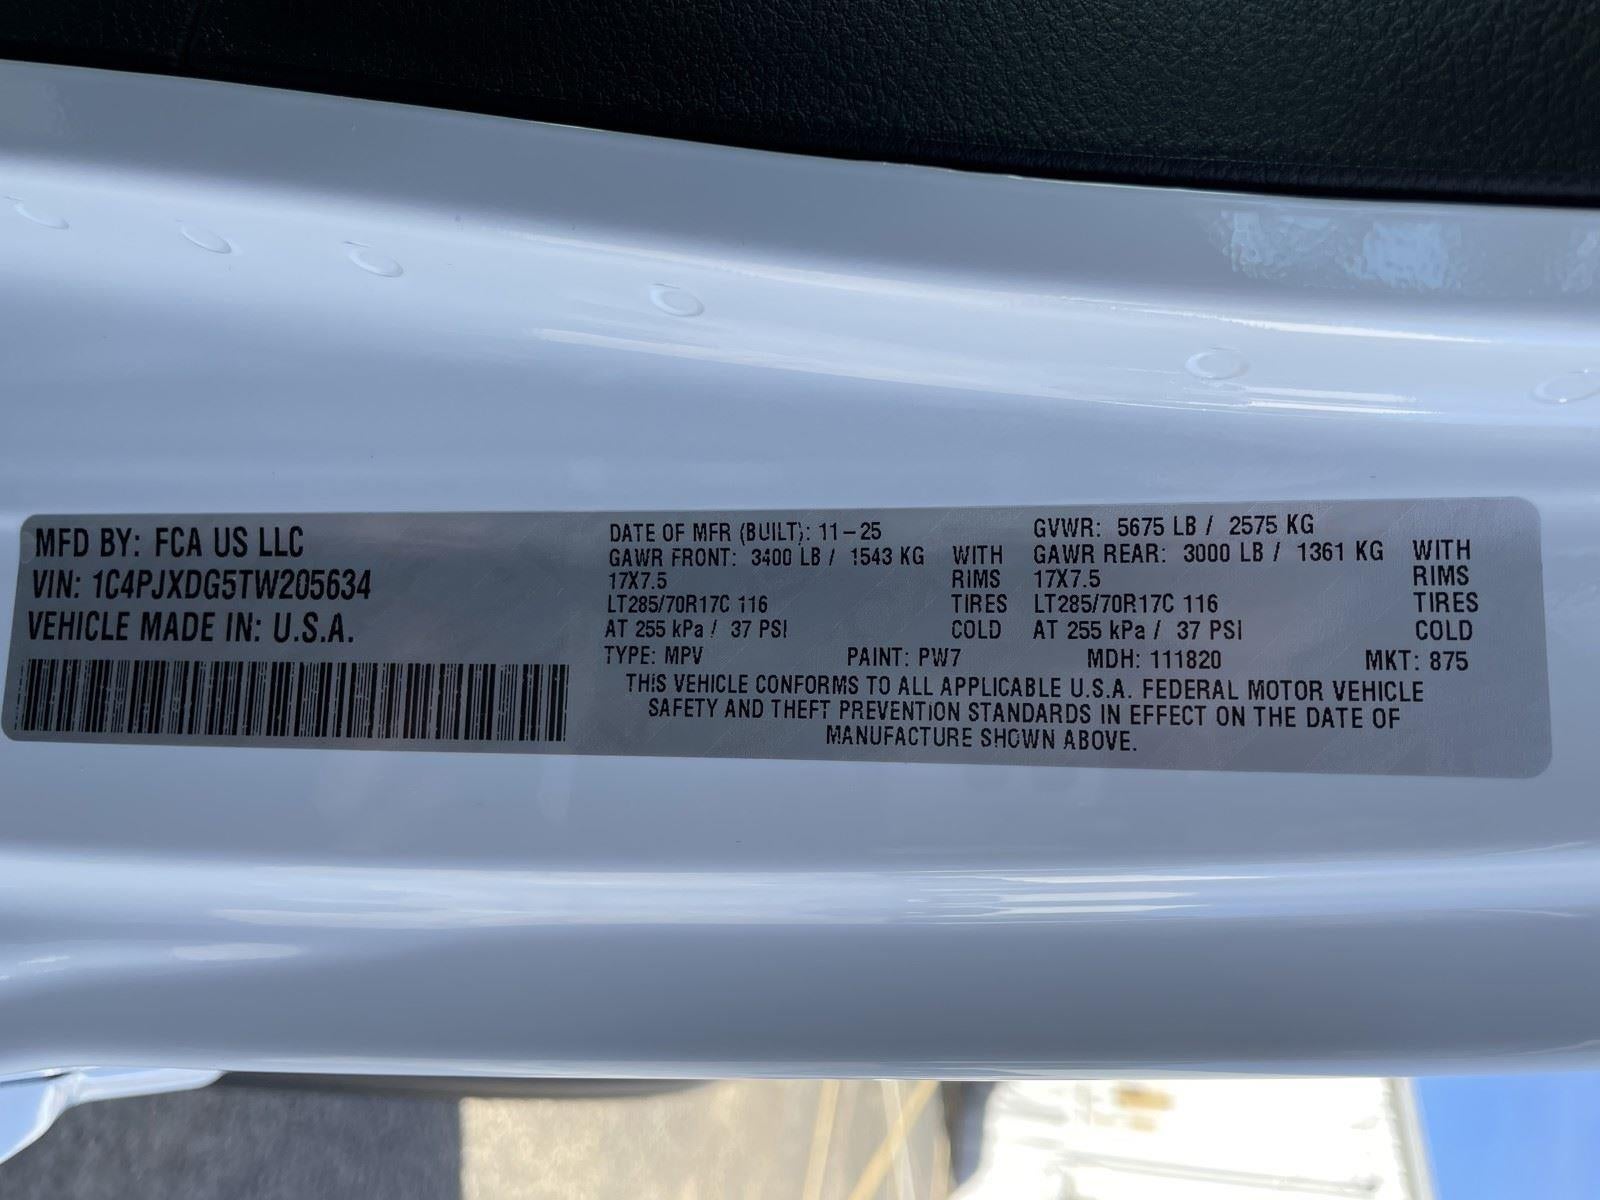 MFD BY: FCA US LLC
VIN: 1C4PJXDG5TW205634
VEHICLE MADE IN: U.S.A.
DATE OF MFR (BUILT): 11-25
GAWR FRONT: 3400 LB / 1543 KG WITH
17X7.5 RIMS
LT285/70R17C 116 TIRES
AT 255 kPa / 37 PSI COLD
GVWR: 5675 LB / 2575 KG
GAWR REAR: 3000 LB / 1361 KG WITH
17X7.5 RIMS
LT285/70R17C 116 TIRES
AT 255 kPa / 37 PSI COLD
TYPE: MPV PAINT: PW7 MDH: 111820 MKT: 875
THIS VEHICLE CONFORMS TO ALL APPLICABLE U.S.A. FEDERAL MOTOR VEHICLE
SAFETY AND THEFT PREVENTION STANDARDS IN EFFECT ON THE DATE OF
MANUFACTURE SHOWN ABOVE.